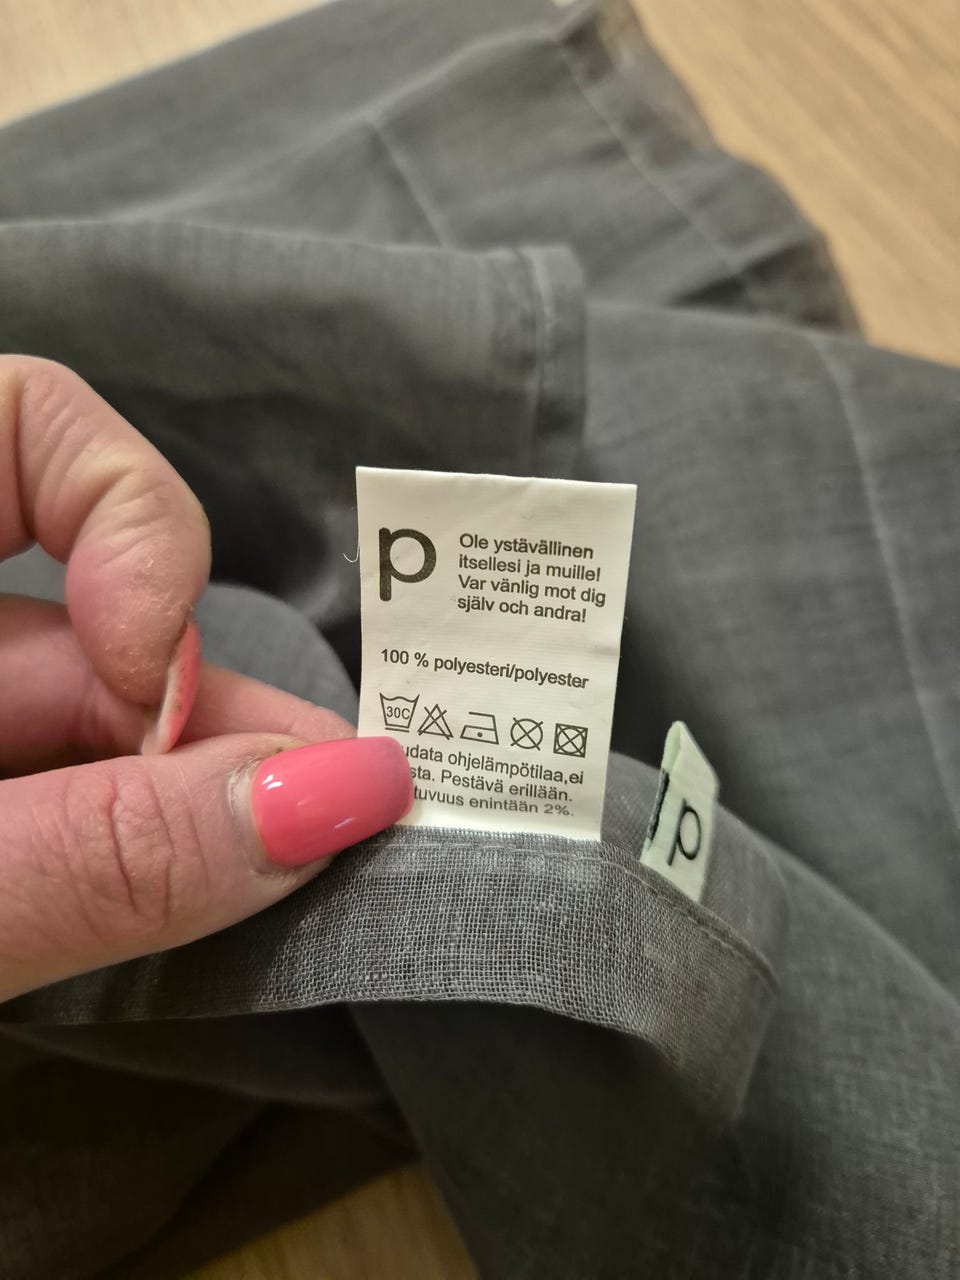 p
Ole ystävällinen
itsellesi ja muille!
Var vänlig mot dig
själv och andra!
100 % polyesteri/polyester
30C
ohjelämpötilaa,ei
Pestävä erillään.
enintään 2%.
p